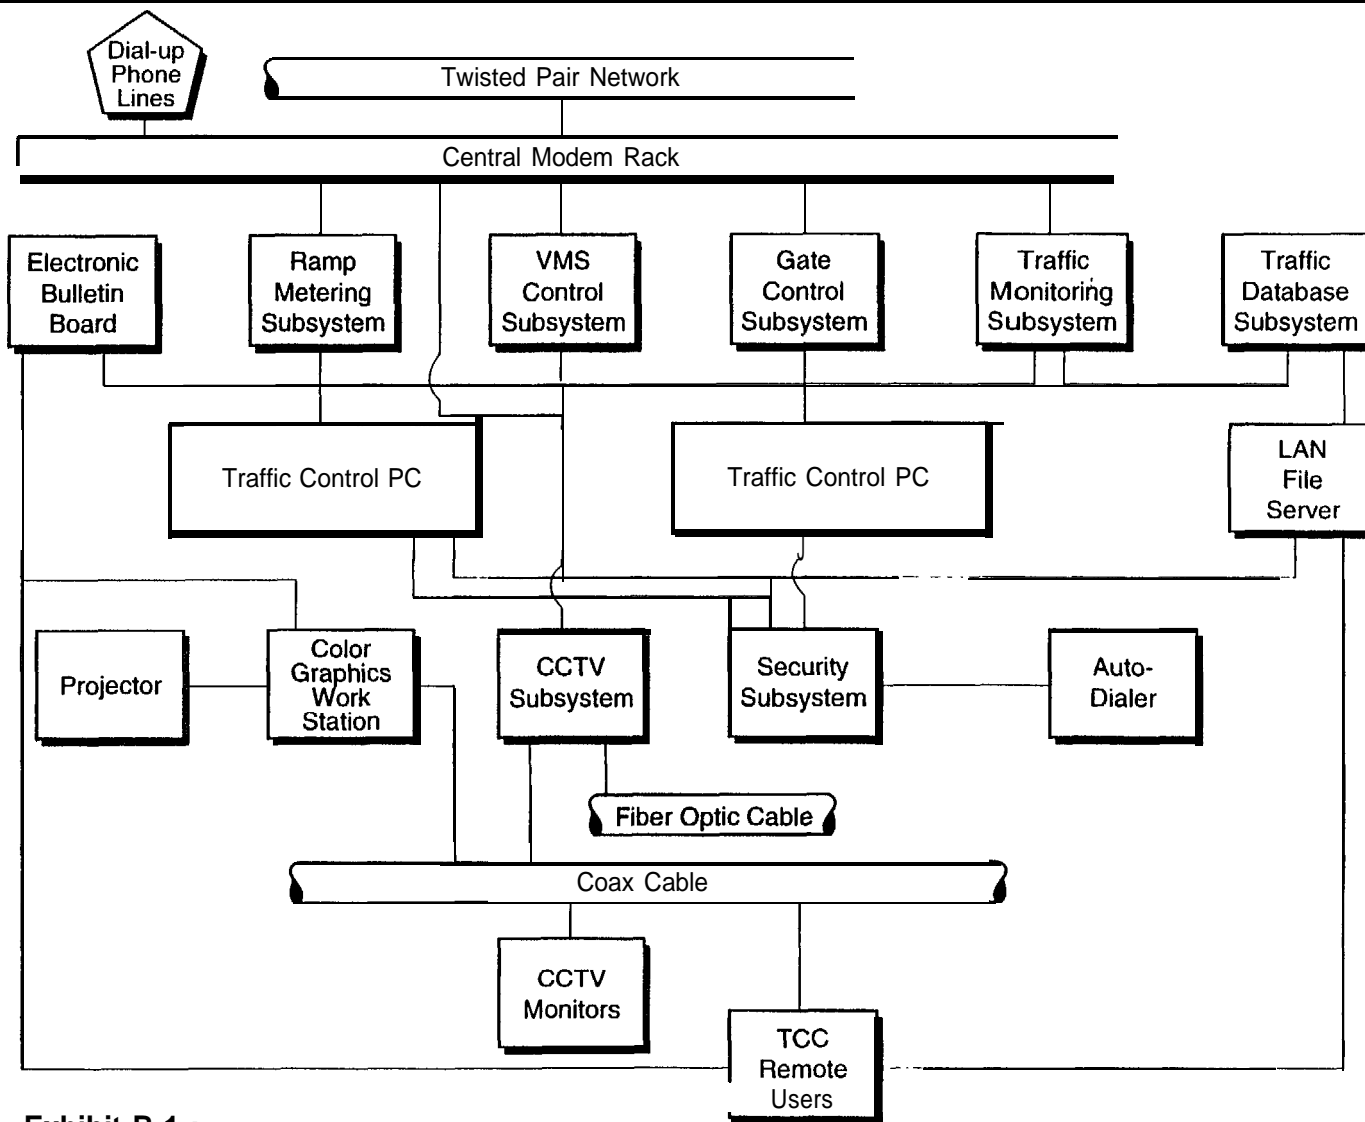 Dial-up
Phone
Lines
Twisted Pair Network
Central Modem Rack
Electronic
Bulletin
Board
Ramp
Metering
Subsystem
VMS
Control
Subsystem
Gate
Control
Subsystem
Traffic
Monitoring
Subsystem
Traffic
Database
Subsystem
Traffic Control PC
Traffic Control PC
LAN
File
Server
Projector
Color
Graphics
Work
Station
CCTV
Subsystem
Security
Subsystem
Auto-
Dialer
Fiber Optic Cable
Coax Cable
CCTV
Monitors
TCC
Remote
Users